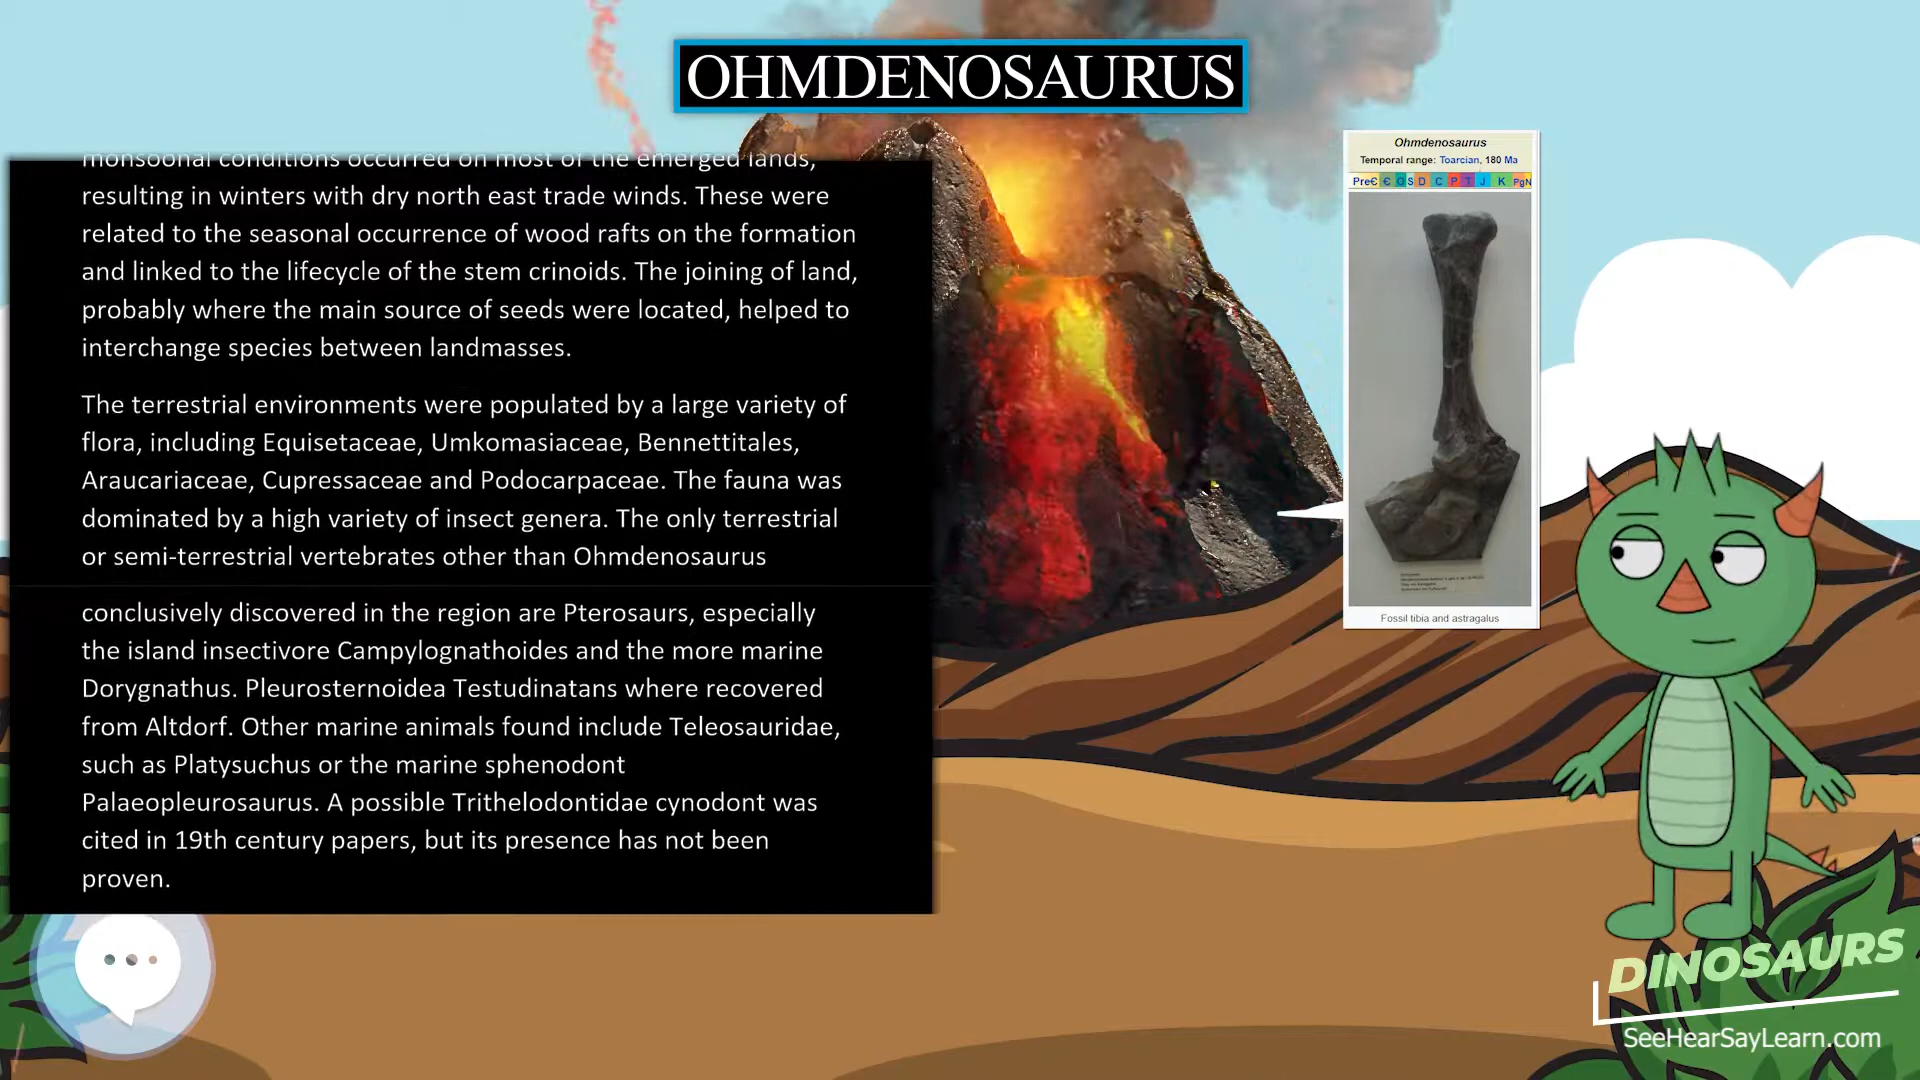 OHMDENOSAURUS
monsoonal conditions occurred on most of the emerged lands,
resulting in winters with dry north east trade winds. These were
related to the seasonal occurrence of wood rafts on the formation
and linked to the lifecycle of the stem crinoids. The joining of land,
probably where the main source of seeds were located, helped to
interchange species between landmasses.
The terrestrial environments were populated by a large variety of
flora, including Equisetaceae, Umkomasiaceae, Bennettitales,
Araucariaceae, Cupressaceae and Podocarpaceae. The fauna was
dominated by a high variety of insect genera. The only terrestrial
or semi-terrestrial vertebrates other than Ohmdenosaurus
conclusively discovered in the region are Pterosaurs, especially
the island insectivore Campylognathoides and the more marine
Dorygnathus. Pleurosternoidea Testudinatans where recovered
from Altdorf. Other marine animals found include Teleosauridae,
such as Platysuchus or the marine sphenodont
Palaeopleurosaurus. A possible Trithelodontidae cynodont was
cited in 19th century papers, but its presence has not been
proven.
Ohmdenosaurus
Temporal range: Toarcian, 180 Ma
PreЄ Є O S D C P T J K PgN
Fossil tibia and astragalus
DINOSAURS
SeeHearSayLearn.com